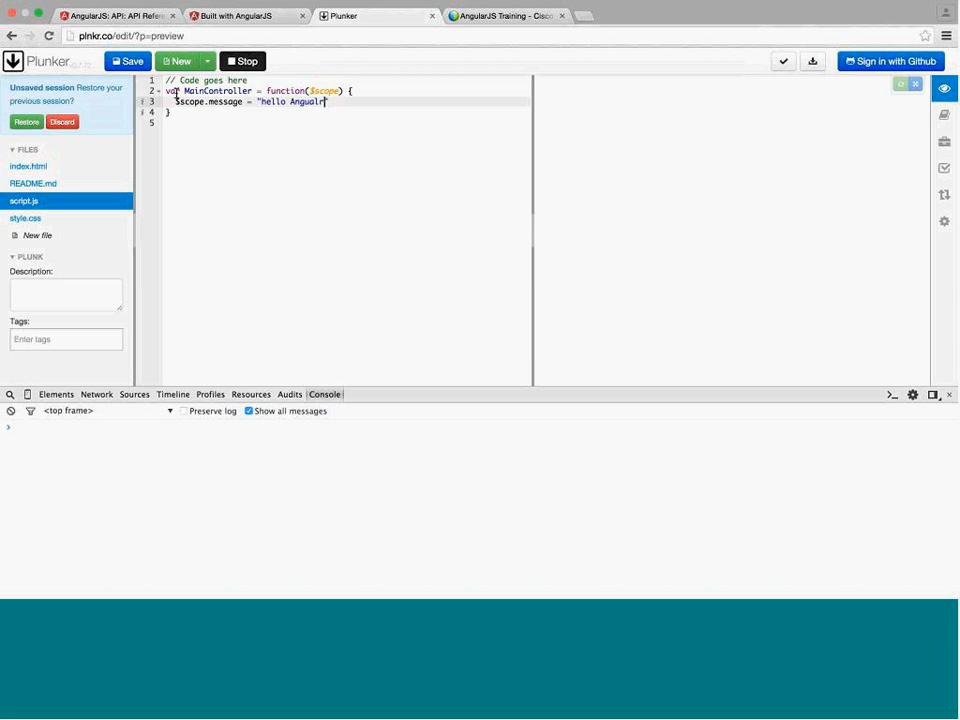 AngularJS: API: API Refere
Built with AngularJS
Plunker
AngularJS Training - Cisco
plnkr.co/edit/?p=preview
Plunker
Save
New
Stop
Sign in with Github
Unsaved session Restore your previous session?
Restore
Discard
FILES
index.html
README.md
script.js
style.css
New file
PLUNK
Description:
Tags:
Enter tags
1 // Code goes here
2 var MainController = function($scope) {
3 $scope.message = "hello Angualr"
4 }
5
Elements Network Sources Timeline Profiles Resources Audits Console
<top frame>
Preserve log
Show all messages